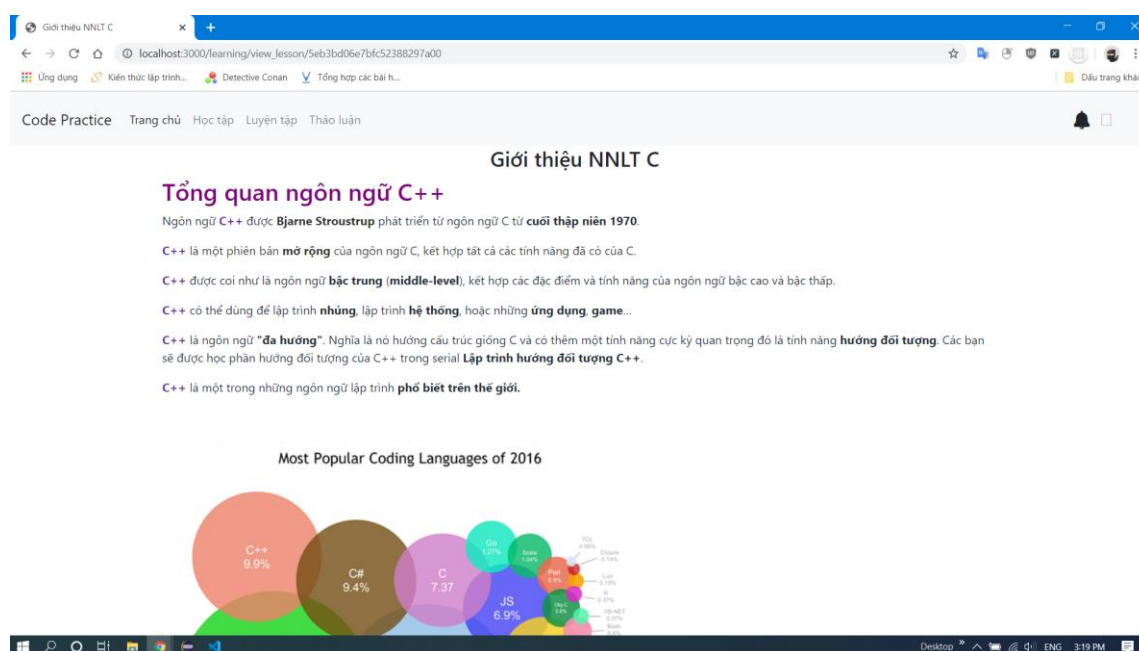 Giới thiệu NNLT C
localhost:3000/learning/view_lesson/5eb3bd06e7bfc52388297a00
Ứng dụng Kiến thức lập trình... Detective Conan Tổng hợp các bài h... Dấu trang khác
Code Practice Trang chủ Học tập Luyện tập Thảo luận
Giới thiệu NNLT C
Tổng quan ngôn ngữ C++
Ngôn ngữ C++ được Bjarne Stroustrup phát triển từ ngôn ngữ C từ cuối thập niên 1970.
C++ là một phiên bản mở rộng của ngôn ngữ C, kết hợp tất cả các tính năng đã có của C.
C++ được coi như là ngôn ngữ bậc trung (middle-level), kết hợp các đặc điểm và tính năng của ngôn ngữ bậc cao và bậc thấp.
C++ có thể dùng để lập trình nhúng, lập trình hệ thống, hoặc những ứng dụng, game...
C++ là ngôn ngữ "đa hướng". Nghĩa là nó hướng cấu trúc giống C và có thêm một tính năng cực kỳ quan trọng đó là tính năng hướng đối tượng. Các bạn
sẽ được học phần hướng đối tượng của C++ trong serial Lập trình hướng đối tượng C++.
C++ là một trong những ngôn ngữ lập trình phổ biết trên thế giới.
Most Popular Coding Languages of 2016
C++
9.9%
C#
9.4%
C
7.37
Go
1.27%
Scala
JS
6.9%
Perl
Obj-C
TCL
Lua
R
VB-NET
Desktop ENG 3:19 PM